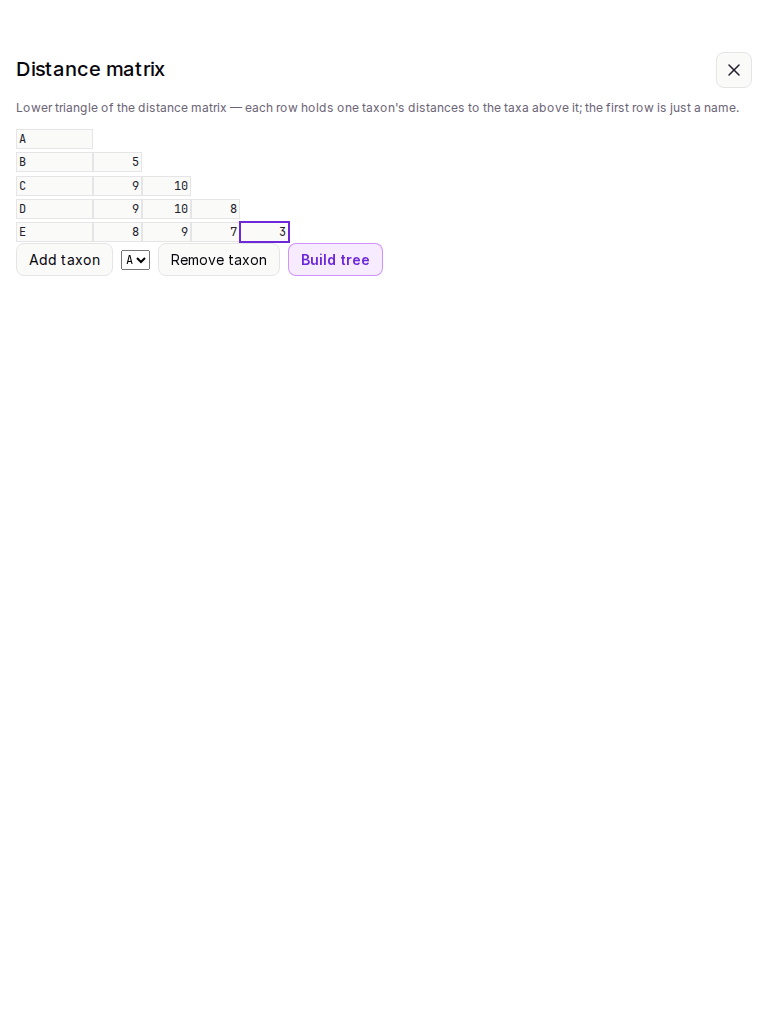 Distance matrix
Lower triangle of the distance matrix — each row holds one taxon's distances to the taxa above it; the first row is just a name.
A
B 5
C 9 10
D 9 10 8
E 8 9 7 3
Add taxon A Remove taxon Build tree